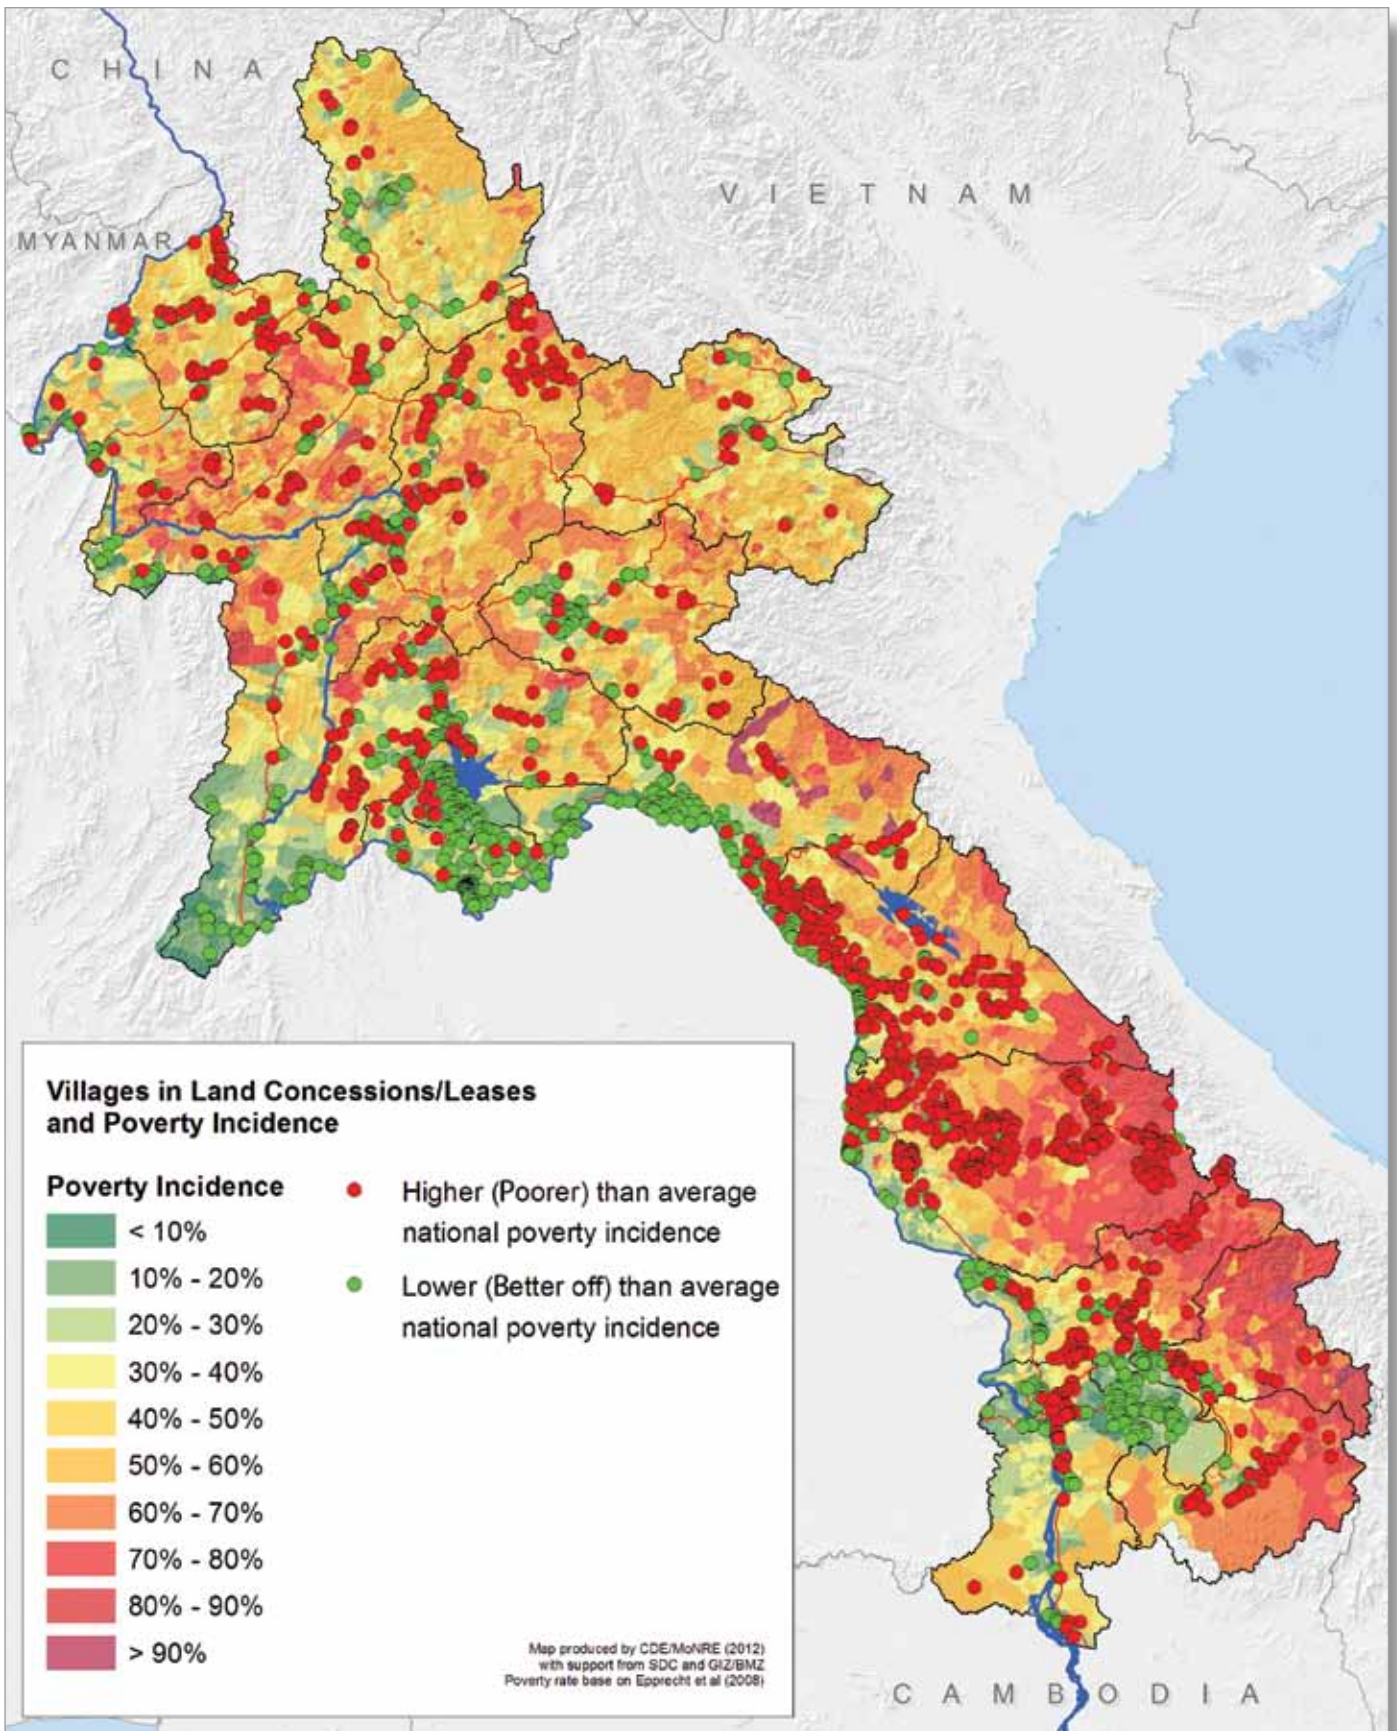 C H I N A
V I E T N A M
MYANMAR
Villages in Land Concessions/Leases
and Poverty Incidence
Poverty Incidence
< 10%
10% - 20%
20% - 30%
30% - 40%
40% - 50%
50% - 60%
60% - 70%
70% - 80%
80% - 90%
> 90%
Higher (Poorer) than average
national poverty incidence
Lower (Better off) than average
national poverty incidence
Map produced by CDE/MoNRE (2012)
with support from SDC and GIZ/BMZ
Poverty rate base on Epprecht et al (2008)
C A M B O D I A